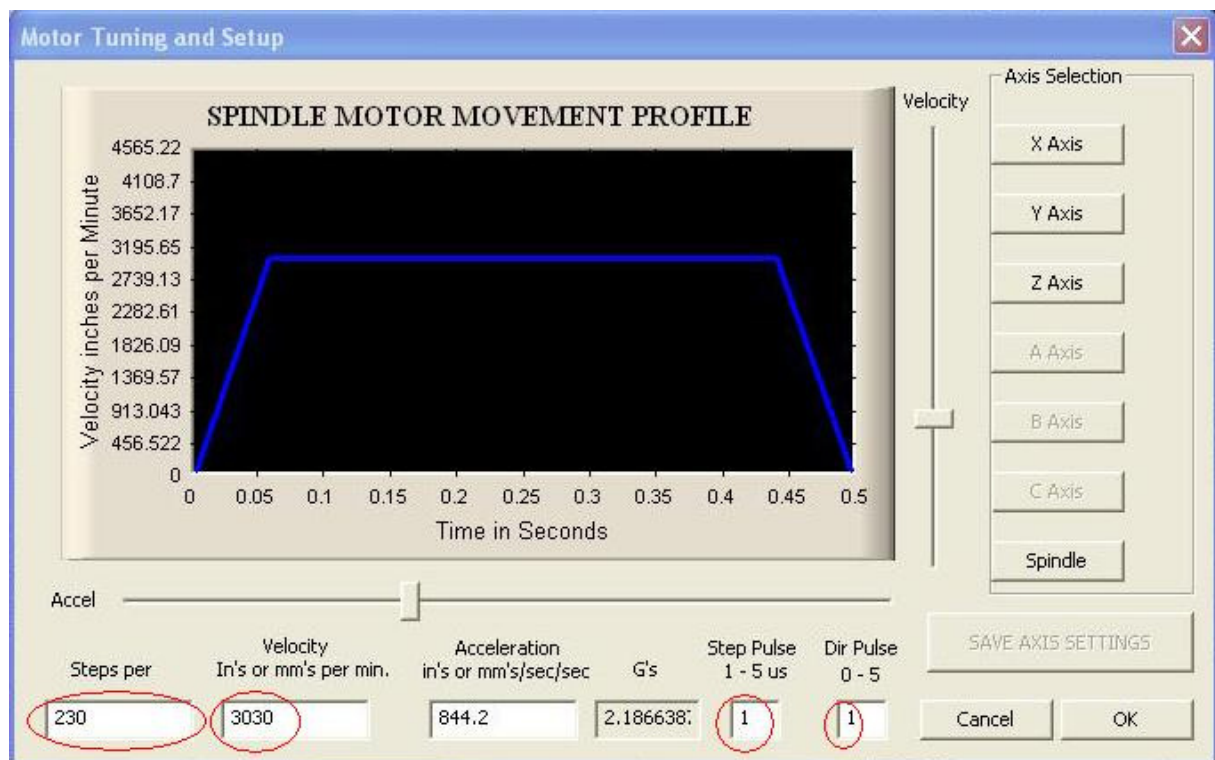 Motor Tuning and Setup
Axis Selection
SPINDLE MOTOR MOVEMENT PROFILE
Velocity
Velocity inches per Minute
4565.22
4108.7
3652.17
3195.65
2739.13
2282.61
1826.09
1369.57
913.043
456.522
0
0 0.05 0.1 0.15 0.2 0.25 0.3 0.35 0.4 0.45 0.5
Time in Seconds
X Axis
Y Axis
Z Axis
A Axis
B Axis
C Axis
Spindle
Accel
SAVE AXIS SETTINGS
Velocity Acceleration Step Pulse Dir Pulse
Steps per In's or mm's per min. in's or mm's/sec/sec G's 1 - 5 us 0 - 5
230 3030 844.2 2.1866387 1 1
Cancel OK